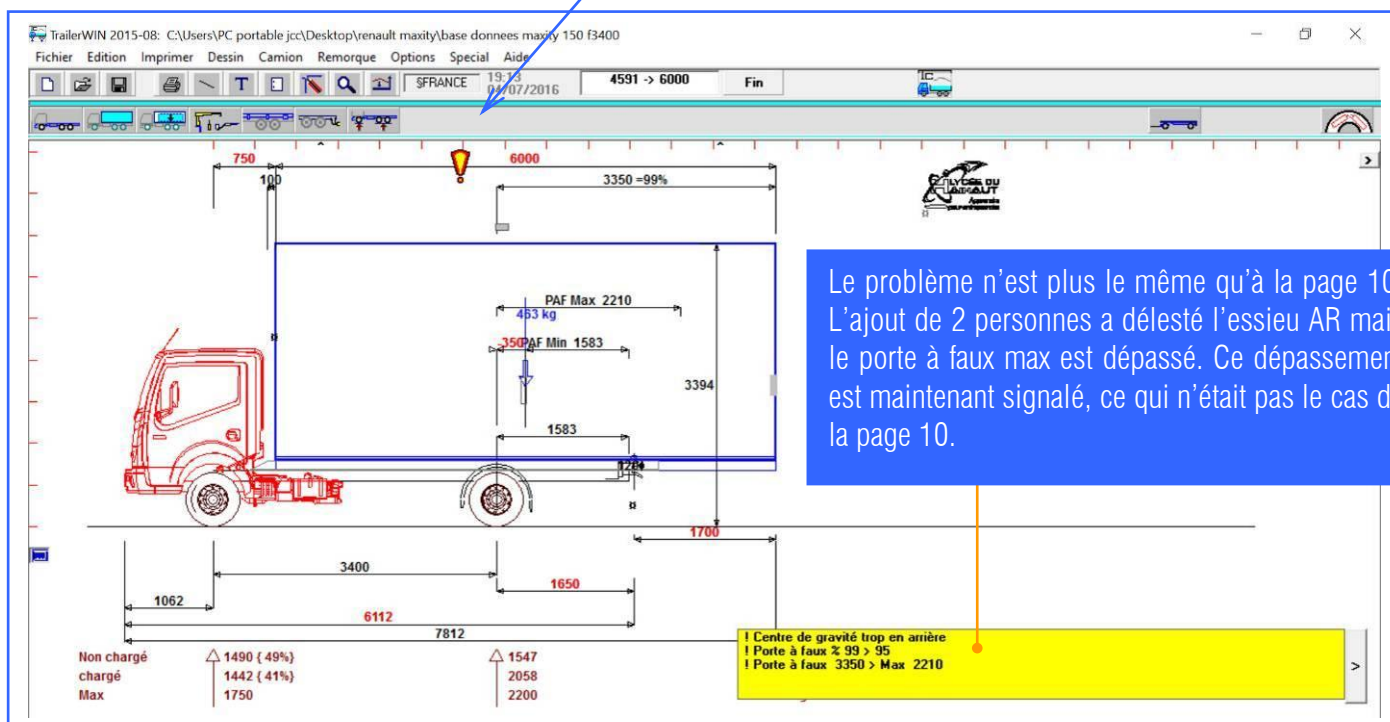 TrailerWIN 2015-08: C:\Users\PC portable jcc\Desktop\renault maxity\base donnees maxity 150 f3400
Fichier Edition Imprimer Dessin Camion Remorque Options Special Aide
T §FRANCE 19:13 04/07/2016 4591 -> 6000 Fin
TC
750 6000
100 3350 =99%
LYCEE DU HAINAUT
PAF Max 2210
463 kg
-350 PAF Min 1583
3394
1583
Le problème n'est plus le même qu'à la page 10
L'ajout de 2 personnes a délesté l'essieu AR mai
le porte à faux max est dépassé. Ce dépassemen
est maintenant signalé, ce qui n'était pas le cas d
la page 10.
1700
3400
1650
1062
6112
7812
! Centre de gravité trop en arrière
! Porte à faux % 99 > 95
! Porte à faux 3350 > Max 2210
Non chargé 1490 { 49%} 1547
chargé 1442 { 41%} 2058
Max 1750 2200
>